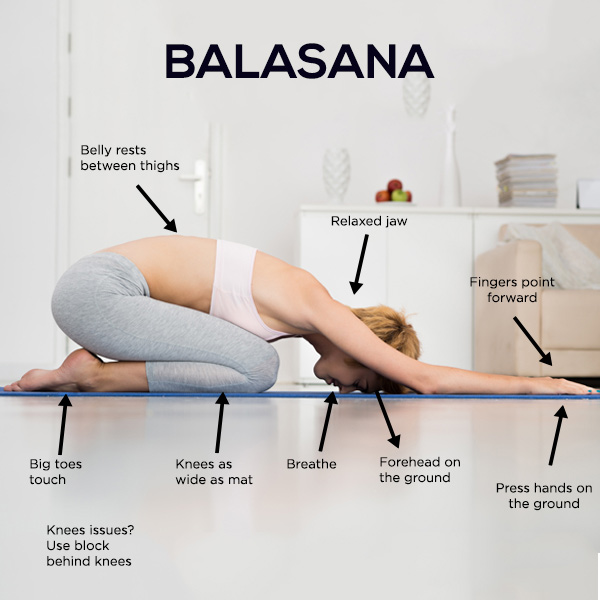 BALASANA
Belly rests
between thighs
Relaxed jaw
Fingers point
forward
Big toes
touch
Knees as
wide as mat
Breathe
Forehead on
the ground
Press hands on
the ground
Knees issues?
Use block
behind knees